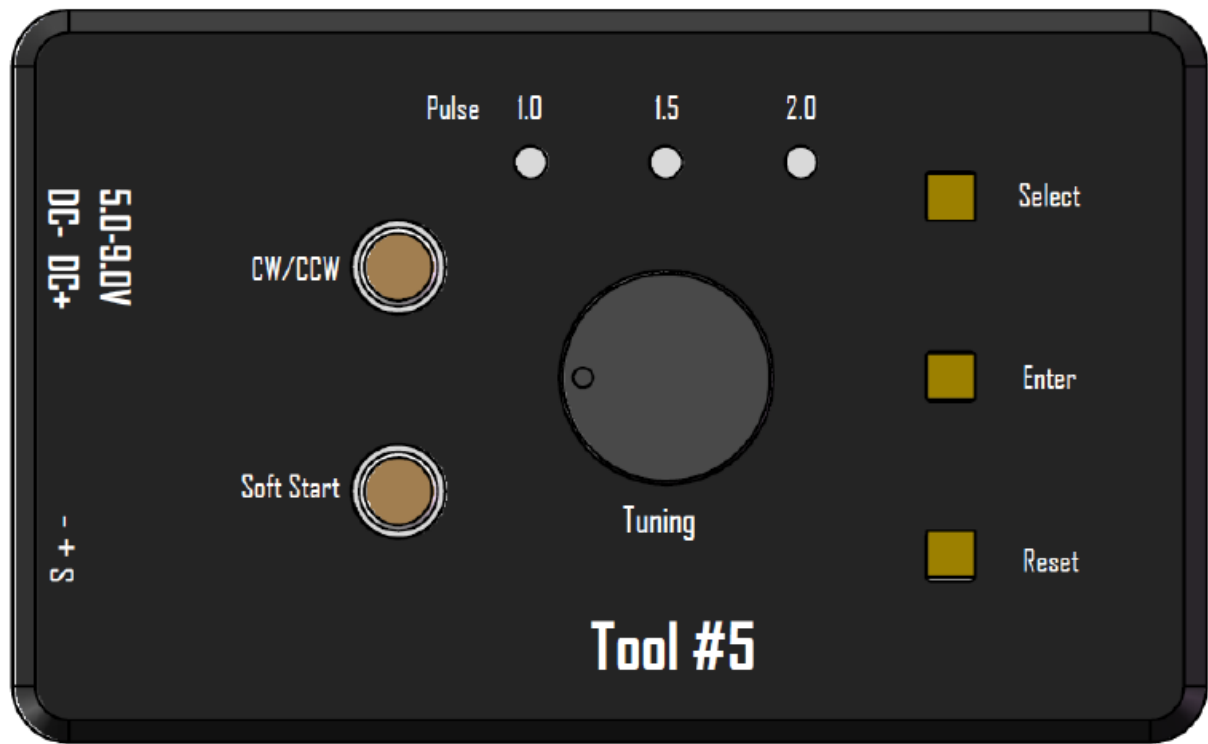 Pulse 1.0 1.5 2.0
Select
5.0-9.0V
DC- DC+
CW/CCW
Enter
Soft Start
Tuning
- + S
Reset
Tool #5